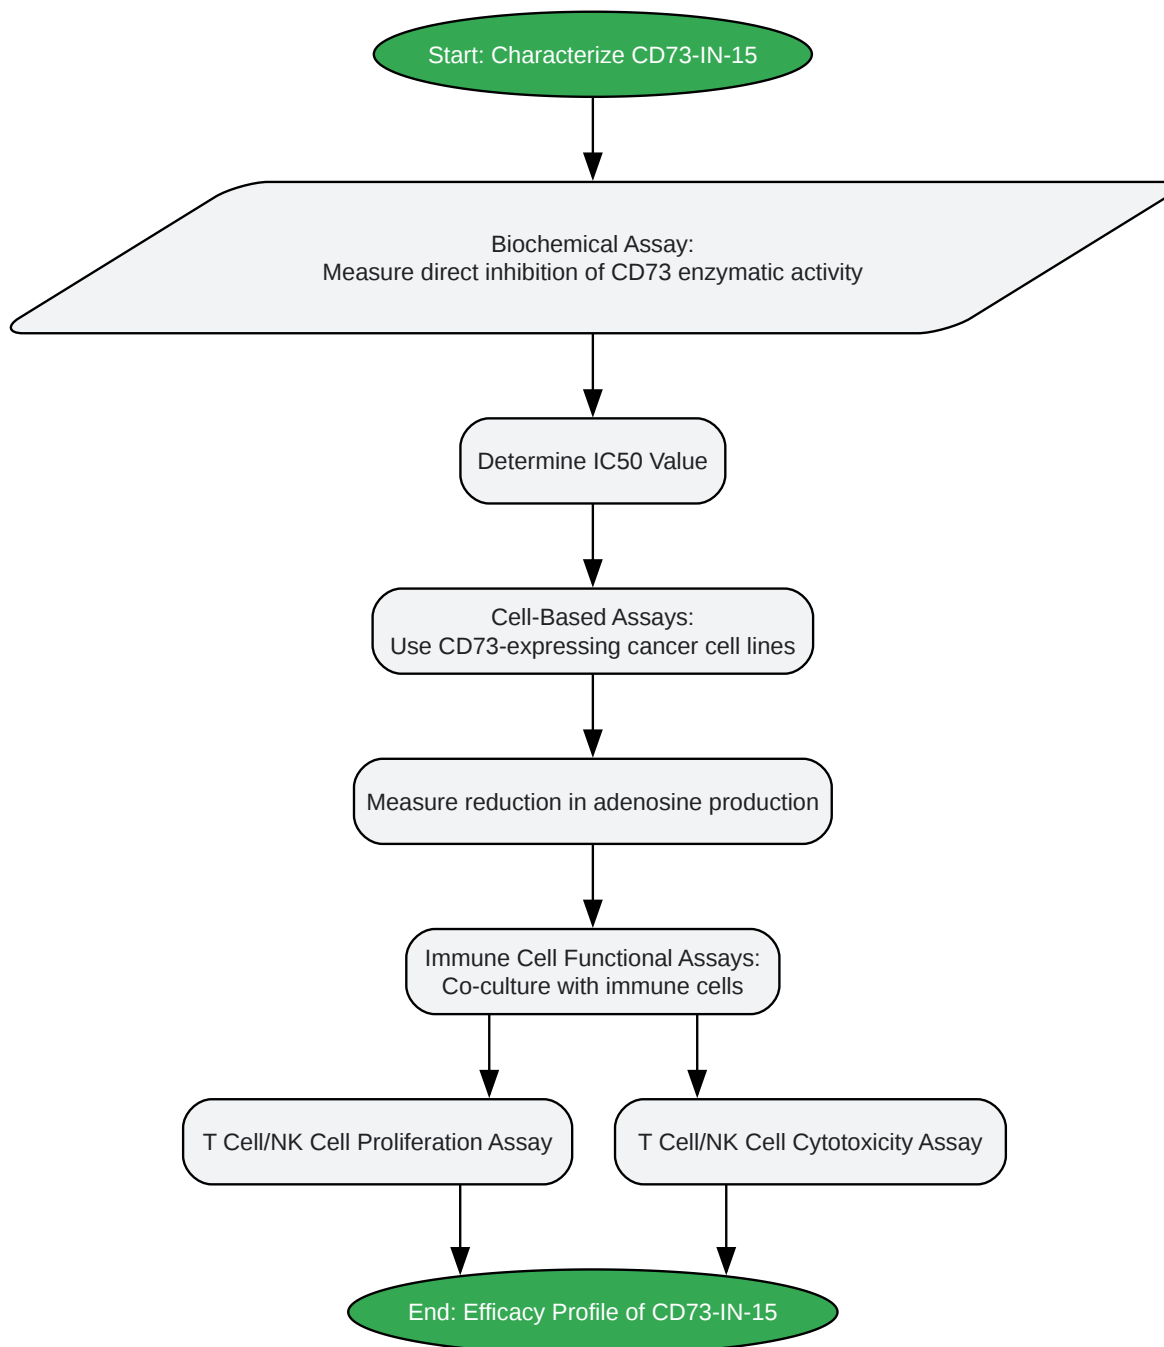 Start: Characterize CD73-IN-15
Biochemical Assay:
Measure direct inhibition of CD73 enzymatic activity
Determine IC50 Value
Cell-Based Assays:
Use CD73-expressing cancer cell lines
Measure reduction in adenosine production
Immune Cell Functional Assays:
Co-culture with immune cells
T Cell/NK Cell Proliferation Assay
T Cell/NK Cell Cytotoxicity Assay
End: Efficacy Profile of CD73-IN-15